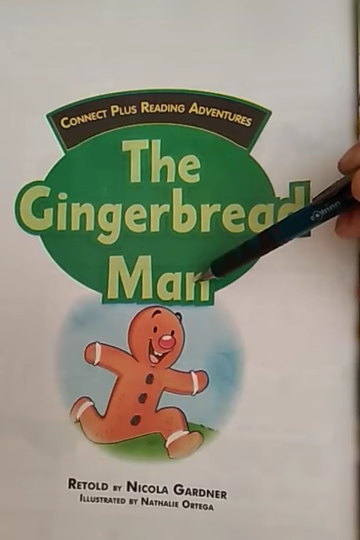 CONNECT PLUS READING ADVENTURES
The
Gingerbread
Man
RETOLD BY NICOLA GARDNER
ILLUSTRATED BY NATHALIE ORTEGA